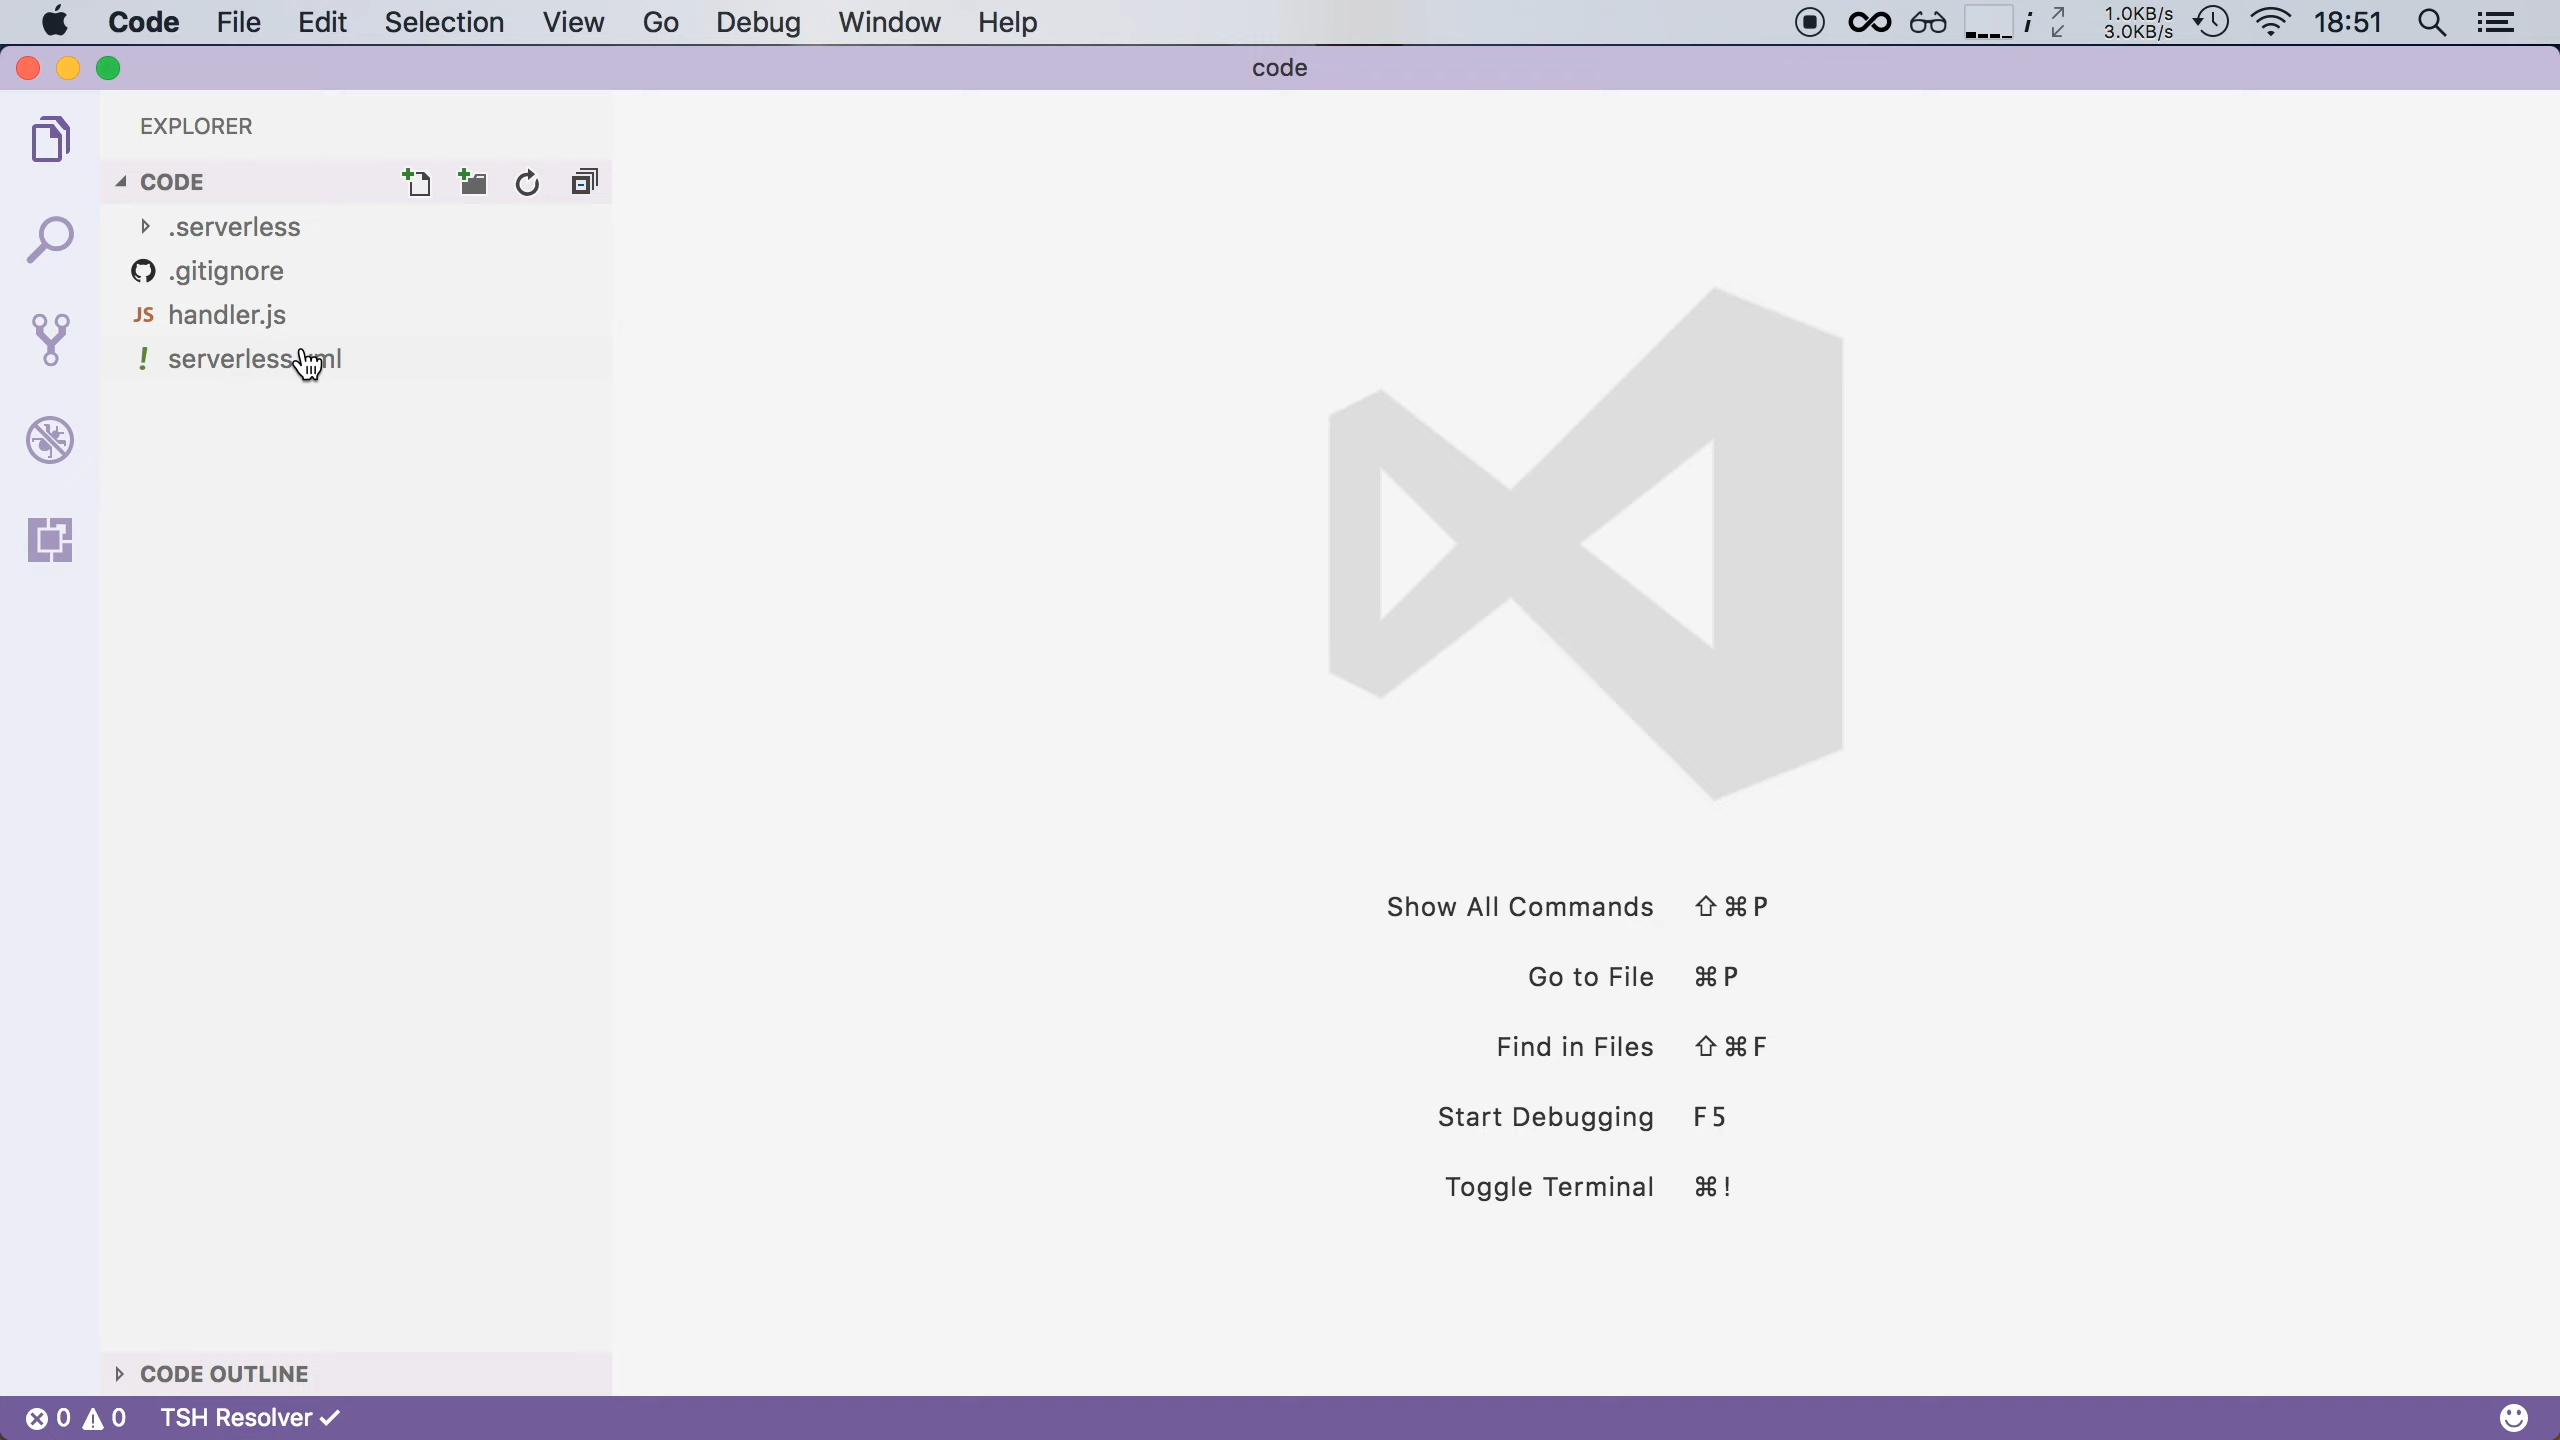 Code File Edit Selection View Go Debug Window Help
1.0KB/s
3.0KB/s
18:51
code
EXPLORER
CODE
.serverless
.gitignore
JS handler.js
! serverless
Show All Commands ⇧⌘P
Go to File ⌘P
Find in Files ⇧⌘F
Start Debugging F5
Toggle Terminal ⌘!
CODE OUTLINE
0 0 TSH Resolver ✓